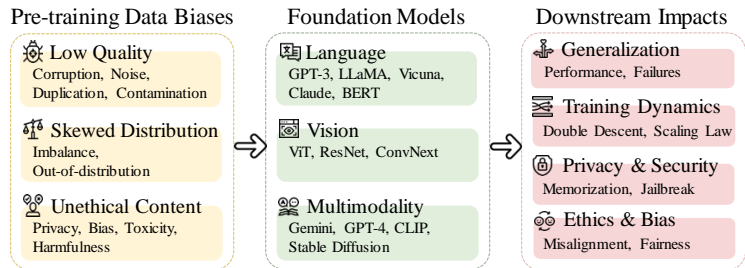 Pre-training Data Biases
Low Quality
Corruption, Noise,
Duplication, Contamination
Skewed Distribution
Imbalance,
Out-of-distribution
Unethical Content
Privacy, Bias, Toxicity,
Harmfulness
Foundation Models
Language
GPT-3, LLaMA, Vicuna,
Claude, BERT
Vision
ViT, ResNet, ConvNext
Multimodality
Gemini, GPT-4, CLIP,
Stable Diffusion
Downstream Impacts
Generalization
Performance, Failures
Training Dynamics
Double Descent, Scaling Law
Privacy & Security
Memorization, Jailbreak
Ethics & Bias
Misalignment, Fairness